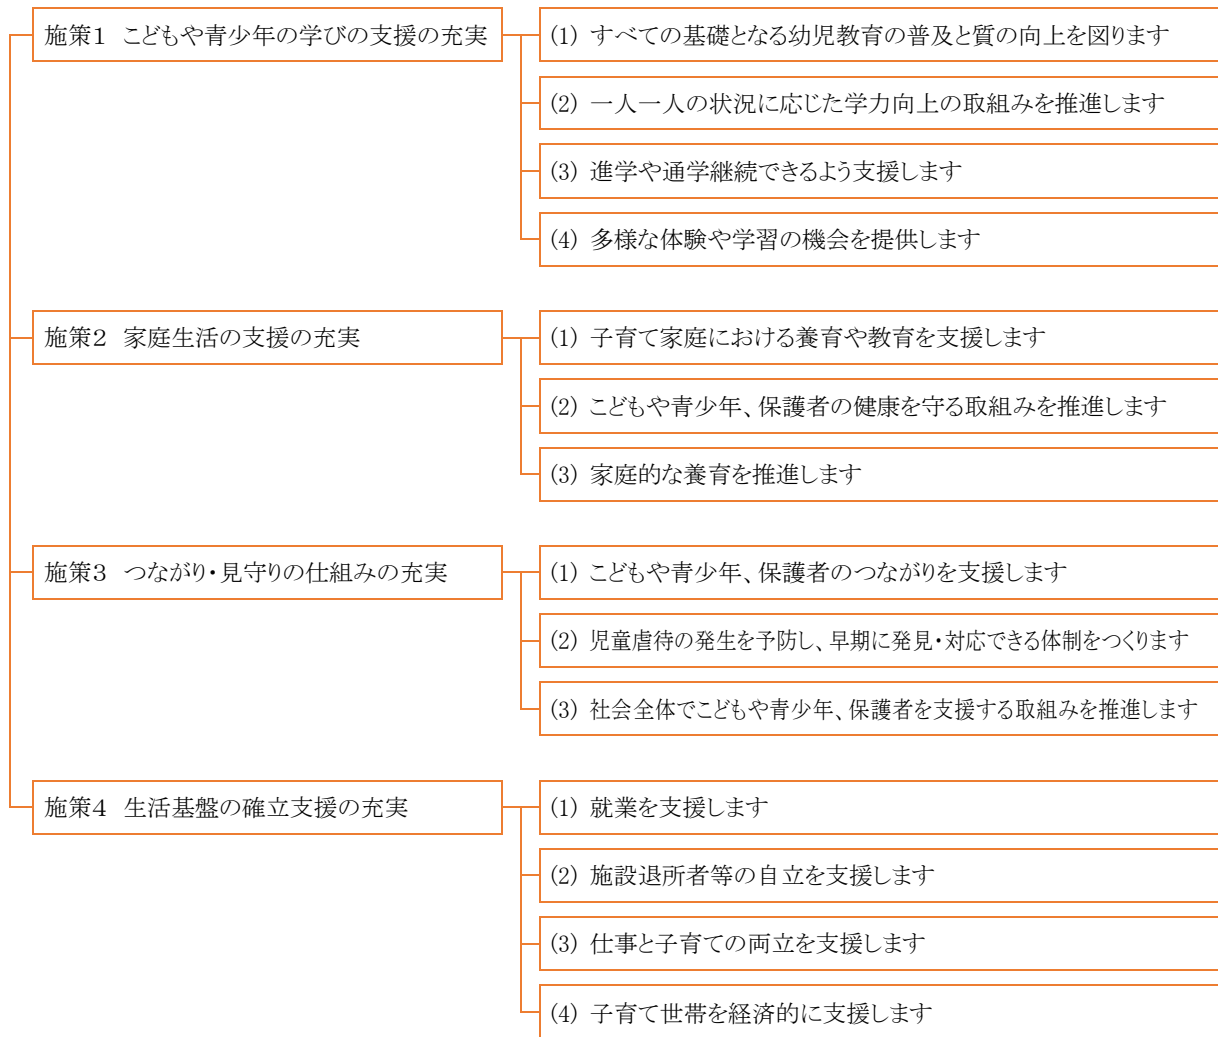 施策１ こどもや青少年の学びの支援の充実
(1) すべての基礎となる幼児教育の普及と質の向上を図ります
(2) 一人一人の状況に応じた学力向上の取組みを推進します
(3) 進学や通学継続できるよう支援します
(4) 多様な体験や学習の機会を提供します
施策２ 家庭生活の支援の充実
(1) 子育て家庭における養育や教育を支援します
(2) こどもや青少年、保護者の健康を守る取組みを推進します
(3) 家庭的な養育を推進します
施策３ つながり・見守りの仕組みの充実
(1) こどもや青少年、保護者のつながりを支援します
(2) 児童虐待の発生を予防し、早期に発見・対応できる体制をつくります
(3) 社会全体でこどもや青少年、保護者を支援する取組みを推進します
施策４ 生活基盤の確立支援の充実
(1) 就業を支援します
(2) 施設退所者等の自立を支援します
(3) 仕事と子育ての両立を支援します
(4) 子育て世帯を経済的に支援します